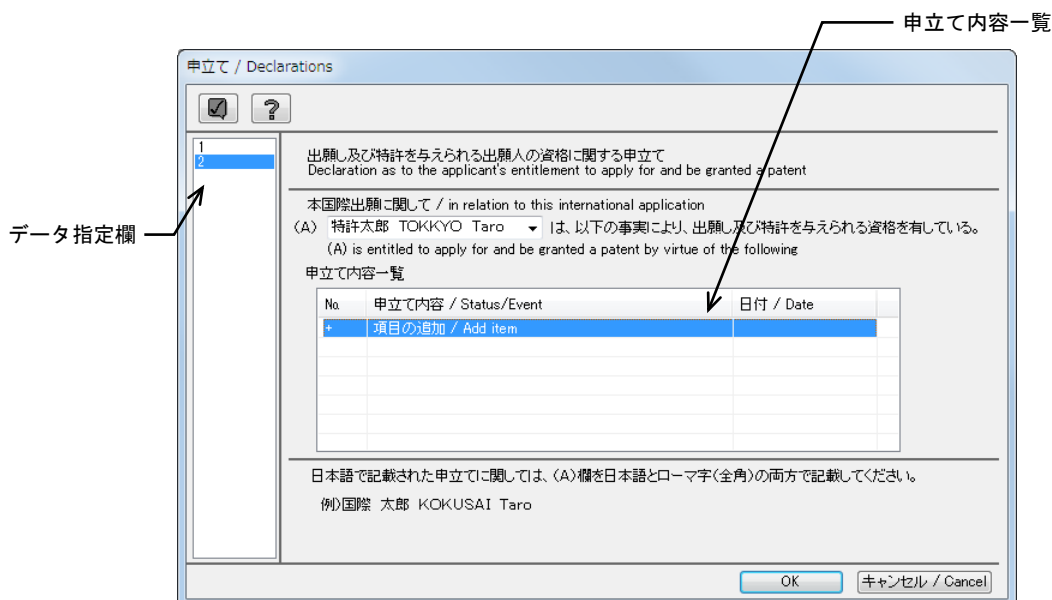 申立て内容一覧
申立て / Declarations
1
2
データ指定欄
出願し及び特許を与えられる出願人の資格に関する申立て
Declaration as to the applicant's entitlement to apply for and be granted a patent
本国際出願に関して / in relation to this international application
(A) 特許太郎 TOKKYO Taro は、以下の事実により、出願し及び特許を与えられる資格を有している。
(A) is entitled to apply for and be granted a patent by virtue of the following
申立て内容一覧
No. 申立て内容 / Status/Event 日付 / Date
+ 項目の追加 / Add item
日本語で記載された申立てに関しては、(A)欄を日本語とローマ字(全角)の両方で記載してください。
例)国際 太郎 KOKUSAI Taro
OK キャンセル / Cancel